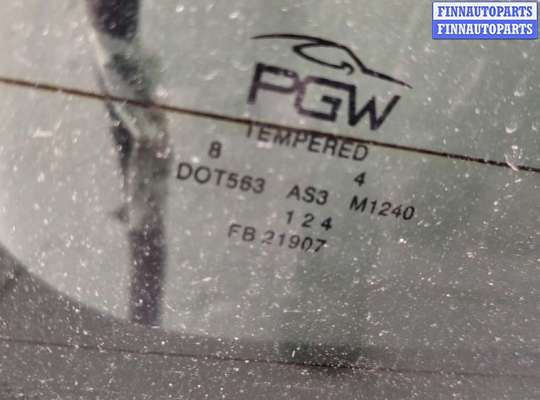 FINNAUTOPARTS
FINNAUTOPARTS
PGW
TEMPERED
8 4
DOT563 AS3 M1240
1 2 4
FB 21907